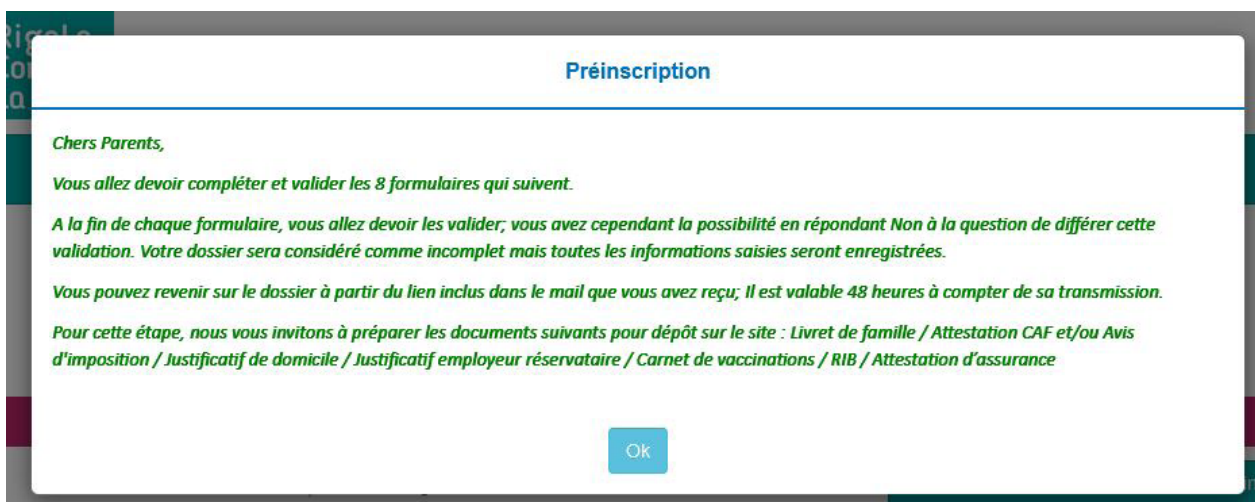 Préinscription
Chers Parents,
Vous allez devoir compléter et valider les 8 formulaires qui suivent.
A la fin de chaque formulaire, vous allez devoir les valider; vous avez cependant la possibilité en répondant Non à la question de différer cette
validation. Votre dossier sera considéré comme incomplet mais toutes les informations saisies seront enregistrées.
Vous pouvez revenir sur le dossier à partir du lien inclus dans le mail que vous avez reçu; Il est valable 48 heures à compter de sa transmission.
Pour cette étape, nous vous invitons à préparer les documents suivants pour dépôt sur le site : Livret de famille / Attestation CAF et/ou Avis
d'imposition / Justificatif de domicile / Justificatif employeur réservataire / Carnet de vaccinations / RIB / Attestation d’assurance
Ok